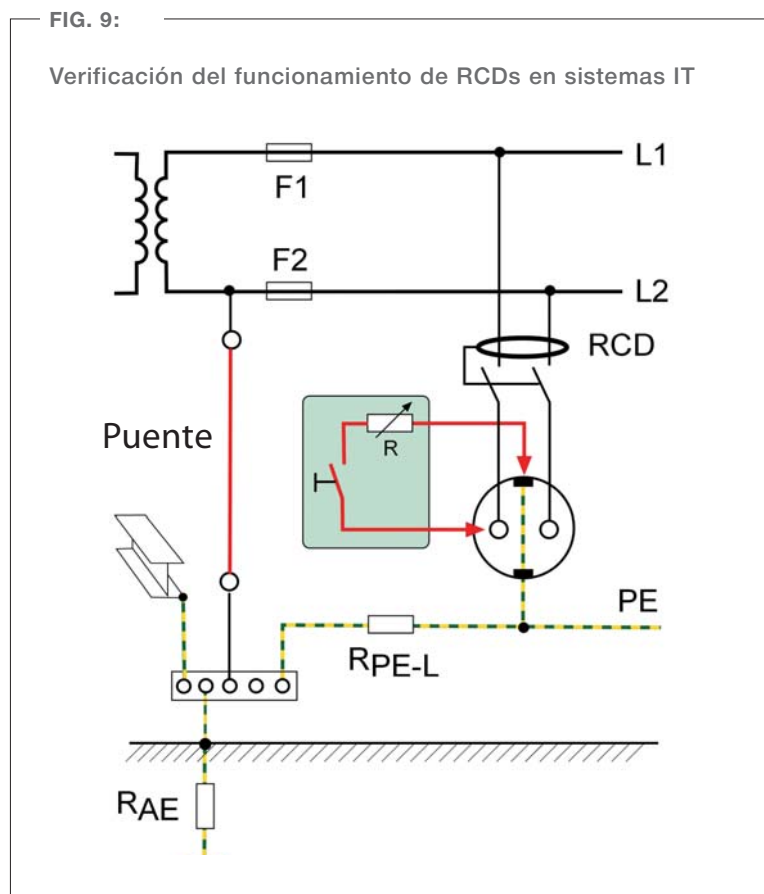 FIG. 9:
Verificación del funcionamiento de RCDs en sistemas IT
L1
F1
F2
L2
RCD
Puente
R
PE
RPE-L
RAE